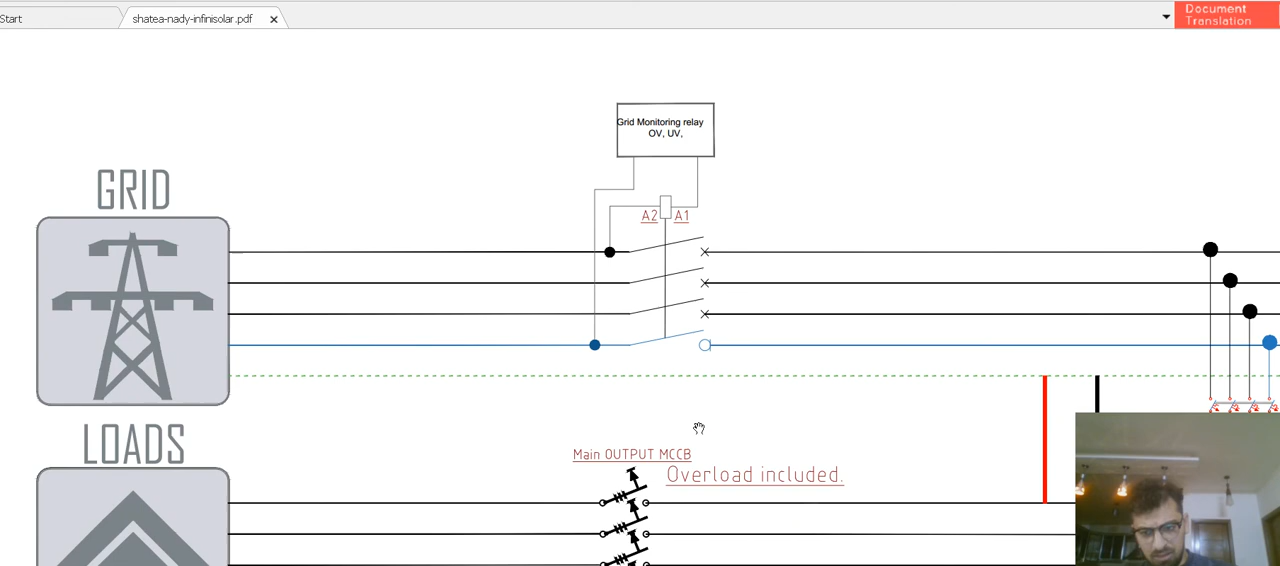 Start
shatea-nady-infinisolar.pdf
Document
Translation
Grid Monitoring relay
OV, UV,
GRID
A2 A1
LOADS
Main OUTPUT MCCB
Overload included.